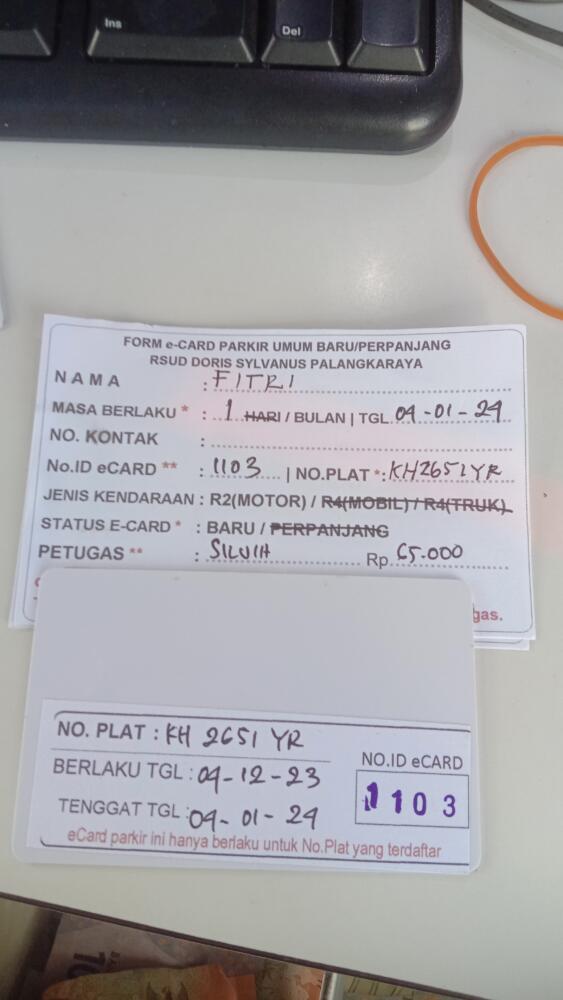 Ins
Del
FORM e-CARD PARKIR UMUM BARU/PERPANJANG
RSUD DORIS SYLVANUS PALANGKARAYA
NAMA : FITRI
MASA BERLAKU * : 1 HARI / BULAN | TGL. 04-01-24
NO. KONTAK :
No.ID eCARD ** : 1103 | NO.PLAT *: KH2651YR
JENIS KENDARAAN : R2(MOTOR) / R4(MOBIL) / R4(TRUK)
STATUS E-CARD * : BARU / PERPANJANG
PETUGAS ** : SILVIA Rp 65.000
gas.
NO. PLAT : KH 2651 YR
BERLAKU TGL : 04-12-23
TENGGAT TGL : 04-01-24
NO.ID eCARD
1103
eCard parkir ini hanya berlaku untuk No.Plat yang terdaftar